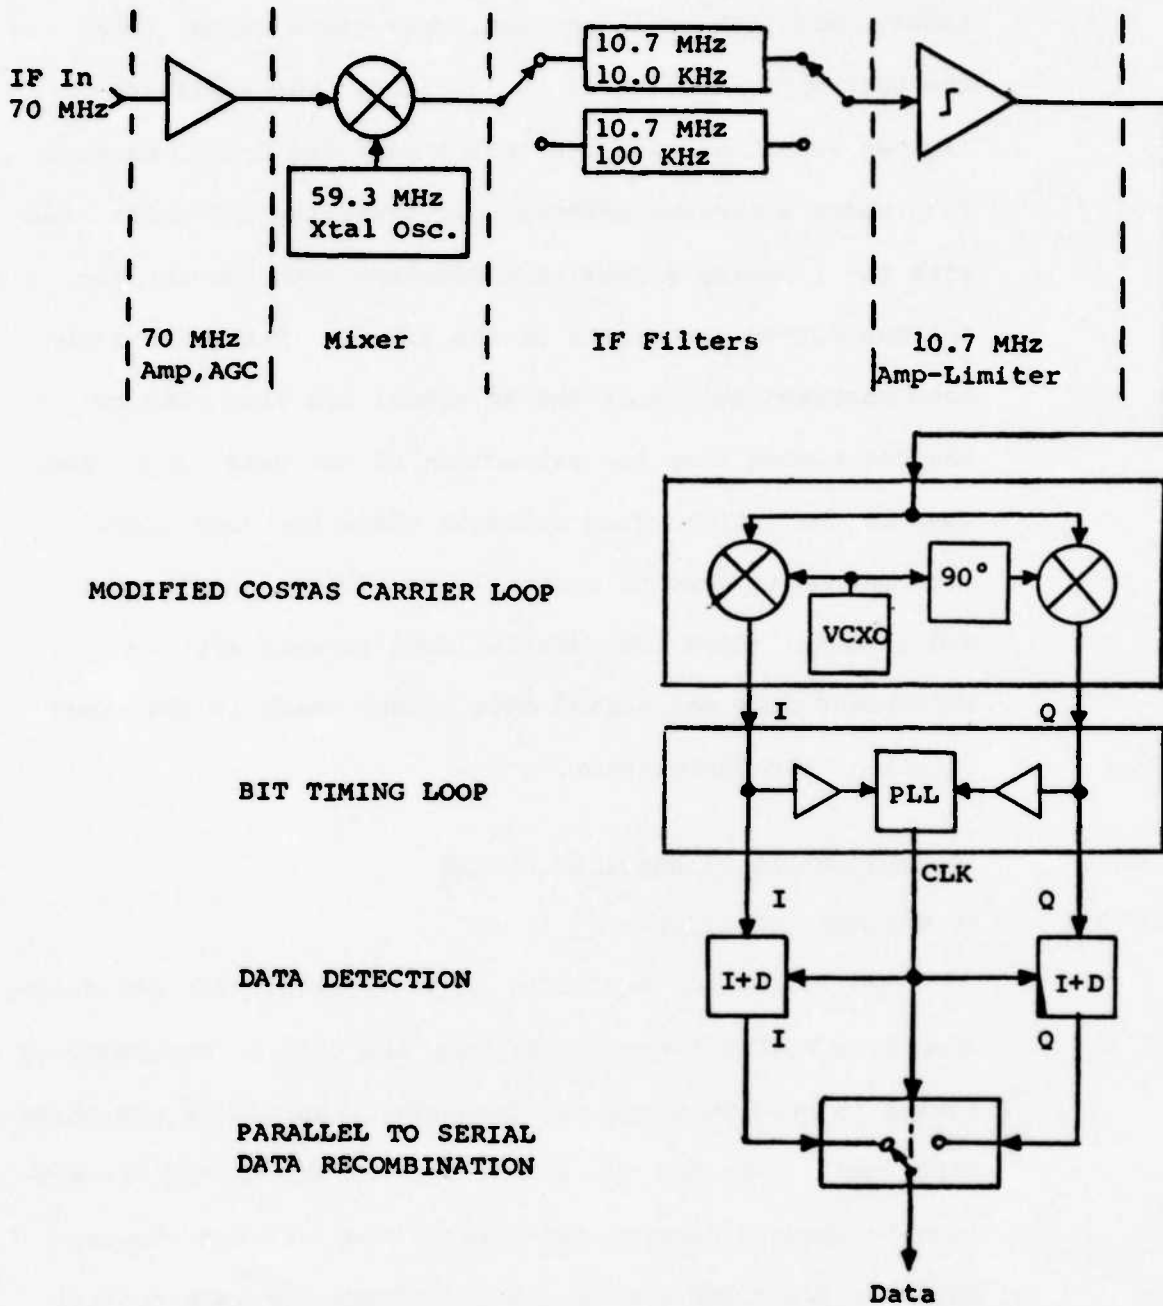 IF In
70 MHz
10.7 MHz
10.0 KHz
10.7 MHz
100 KHz
59.3 MHz
Xtal Osc.
70 MHz
Amp,AGC
Mixer
IF Filters
10.7 MHz
Amp-Limiter
MODIFIED COSTAS CARRIER LOOP
90°
VCXO
I
Q
BIT TIMING LOOP
PLL
CLK
I
Q
DATA DETECTION
I+D
I+D
I
Q
PARALLEL TO SERIAL
DATA RECOMBINATION
Data